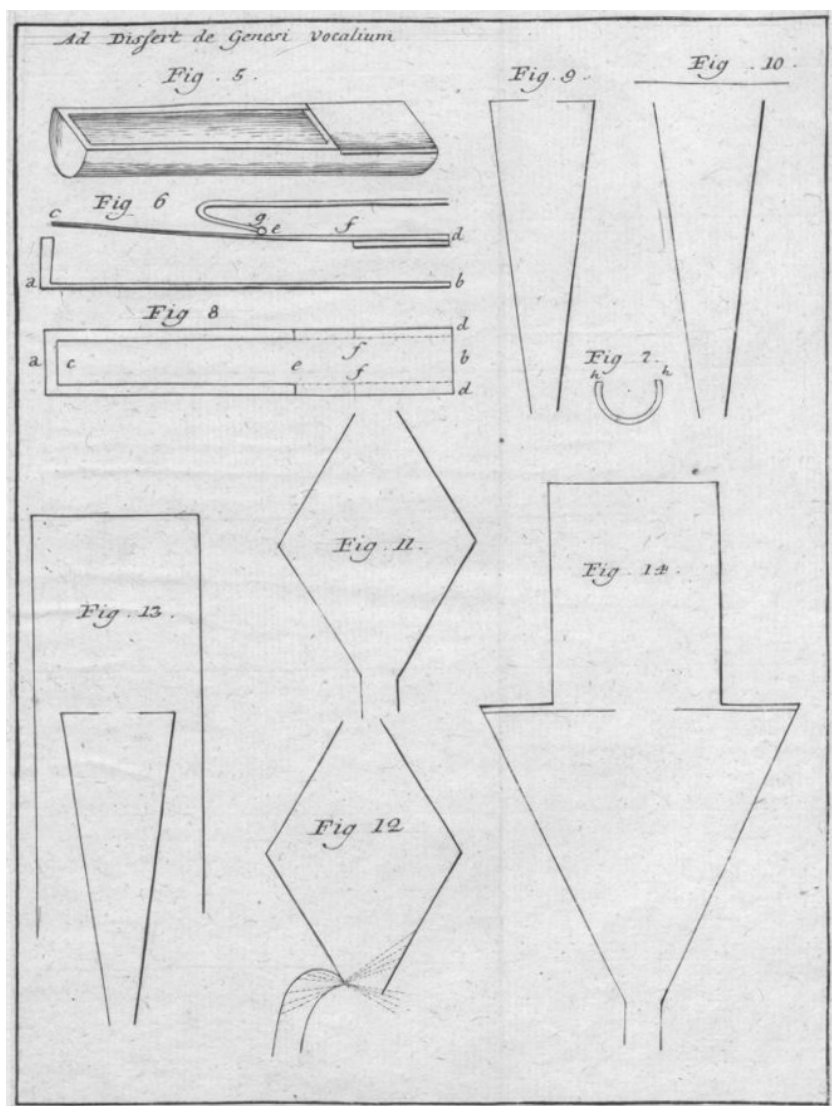 Ad Dissert de Genesi Vocalium
Fig. 5.
Fig. 9
Fig. 10.
Fig 6
c
g
e
f
d
a
b
Fig 8
d
a
c
e
f
f
b
d
Fig 7.
h
h
Fig. 11.
Fig. 13.
Fig. 14.
Fig 12